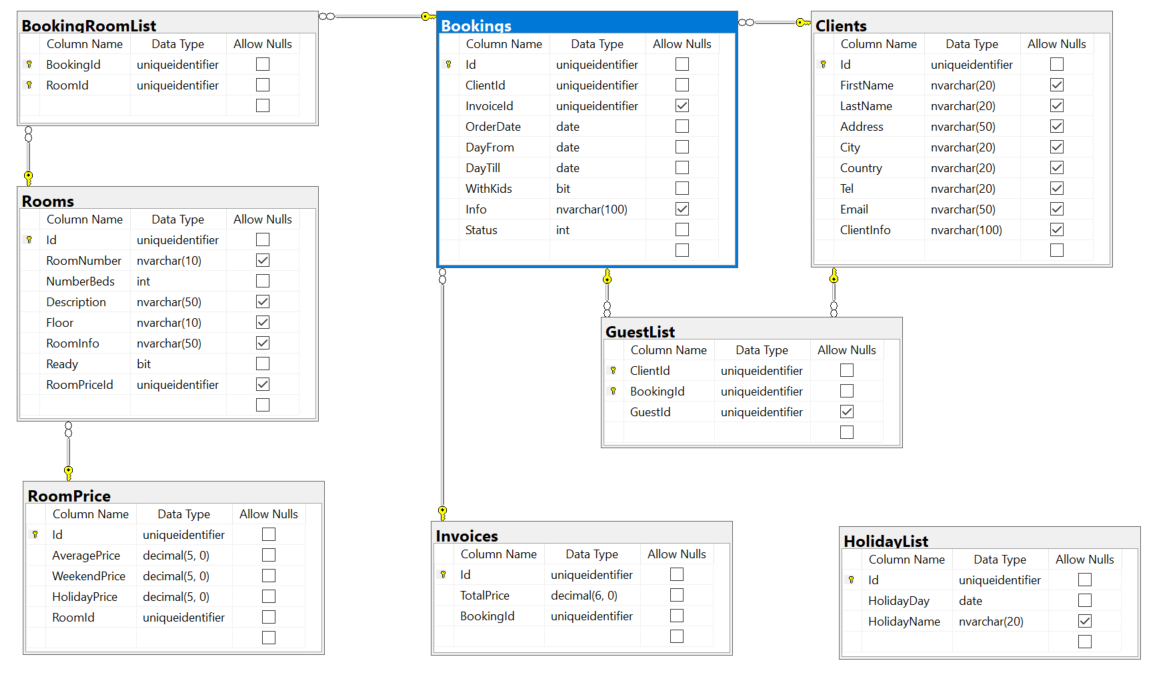 BookingRoomList
Column Name Data Type Allow Nulls
BookingId uniqueidentifier
RoomId uniqueidentifier
Bookings
Column Name Data Type Allow Nulls
Id uniqueidentifier
ClientId uniqueidentifier
InvoiceId uniqueidentifier
OrderDate date
DayFrom date
DayTill date
WithKids bit
Info nvarchar(100)
Status int
Clients
Column Name Data Type Allow Nulls
Id uniqueidentifier
FirstName nvarchar(20)
LastName nvarchar(20)
Address nvarchar(50)
City nvarchar(20)
Country nvarchar(20)
Tel nvarchar(20)
Email nvarchar(50)
ClientInfo nvarchar(100)
Rooms
Column Name Data Type Allow Nulls
Id uniqueidentifier
RoomNumber nvarchar(10)
NumberBeds int
Description nvarchar(50)
Floor nvarchar(10)
RoomInfo nvarchar(50)
Ready bit
RoomPriceId uniqueidentifier
GuestList
Column Name Data Type Allow Nulls
ClientId uniqueidentifier
BookingId uniqueidentifier
GuestId uniqueidentifier
RoomPrice
Column Name Data Type Allow Nulls
Id uniqueidentifier
AveragePrice decimal(5, 0)
WeekendPrice decimal(5, 0)
HolidayPrice decimal(5, 0)
RoomId uniqueidentifier
Invoices
Column Name Data Type Allow Nulls
Id uniqueidentifier
TotalPrice decimal(6, 0)
BookingId uniqueidentifier
HolidayList
Column Name Data Type Allow Nulls
Id uniqueidentifier
HolidayDay date
HolidayName nvarchar(20)